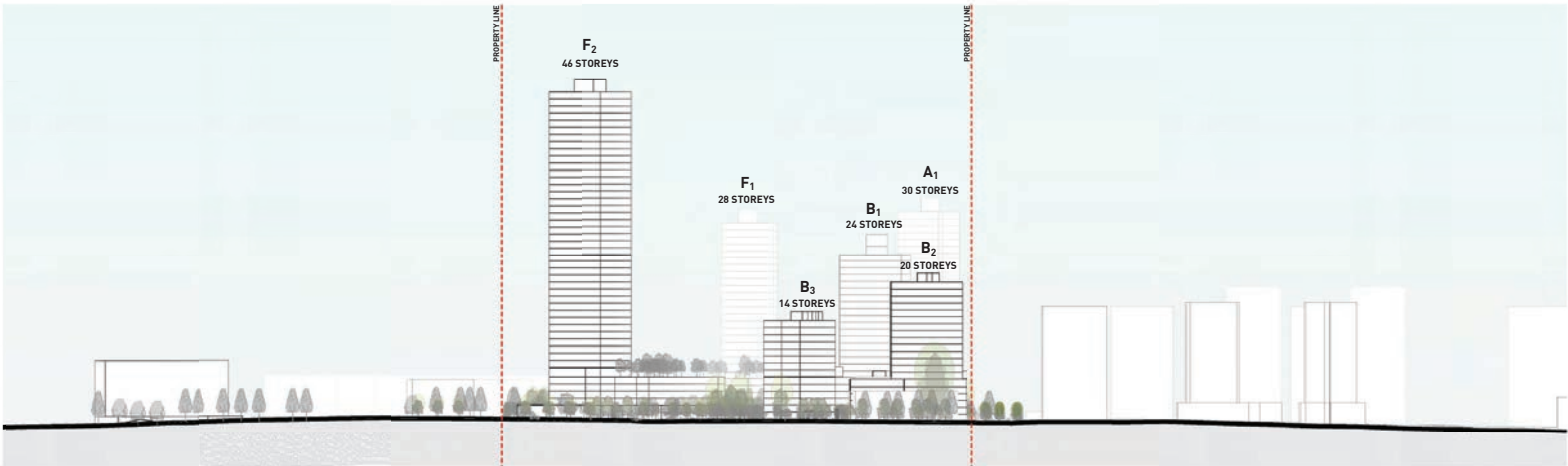 PROPERTY LINE
PROPERTY LINE
F2
46 STOREYS
F1
28 STOREYS
A1
30 STOREYS
B1
24 STOREYS
B2
20 STOREYS
B3
14 STOREYS